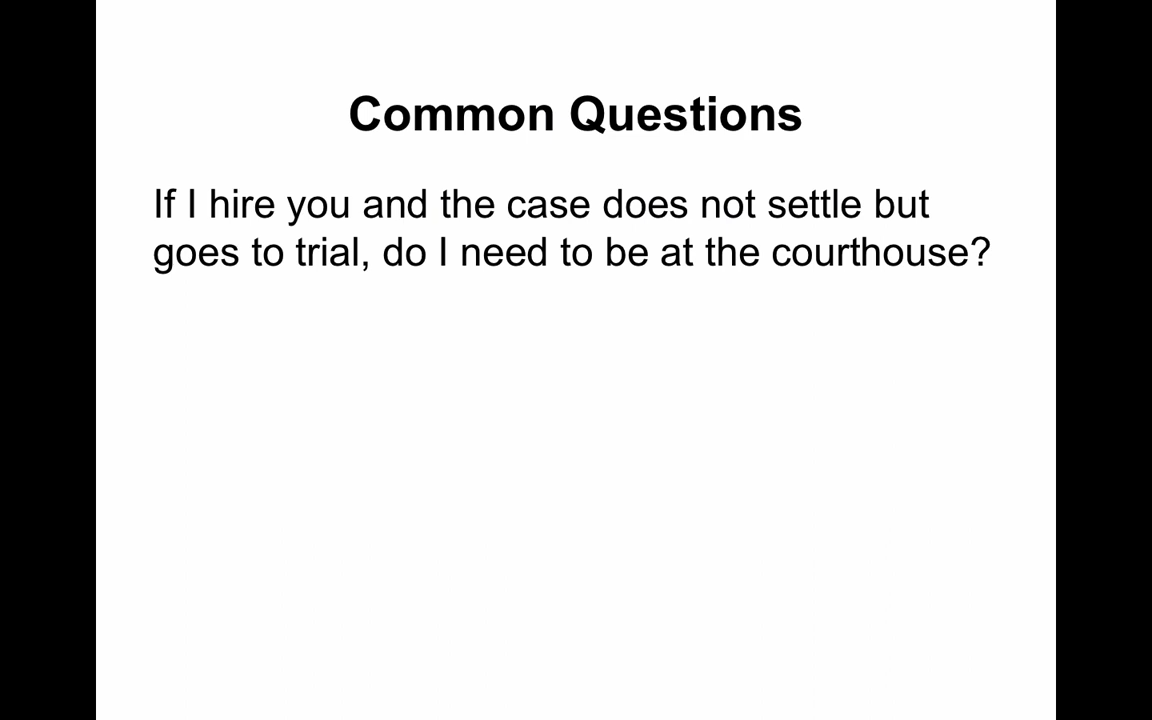 Common Questions
If I hire you and the case does not settle but
goes to trial, do I need to be at the courthouse?